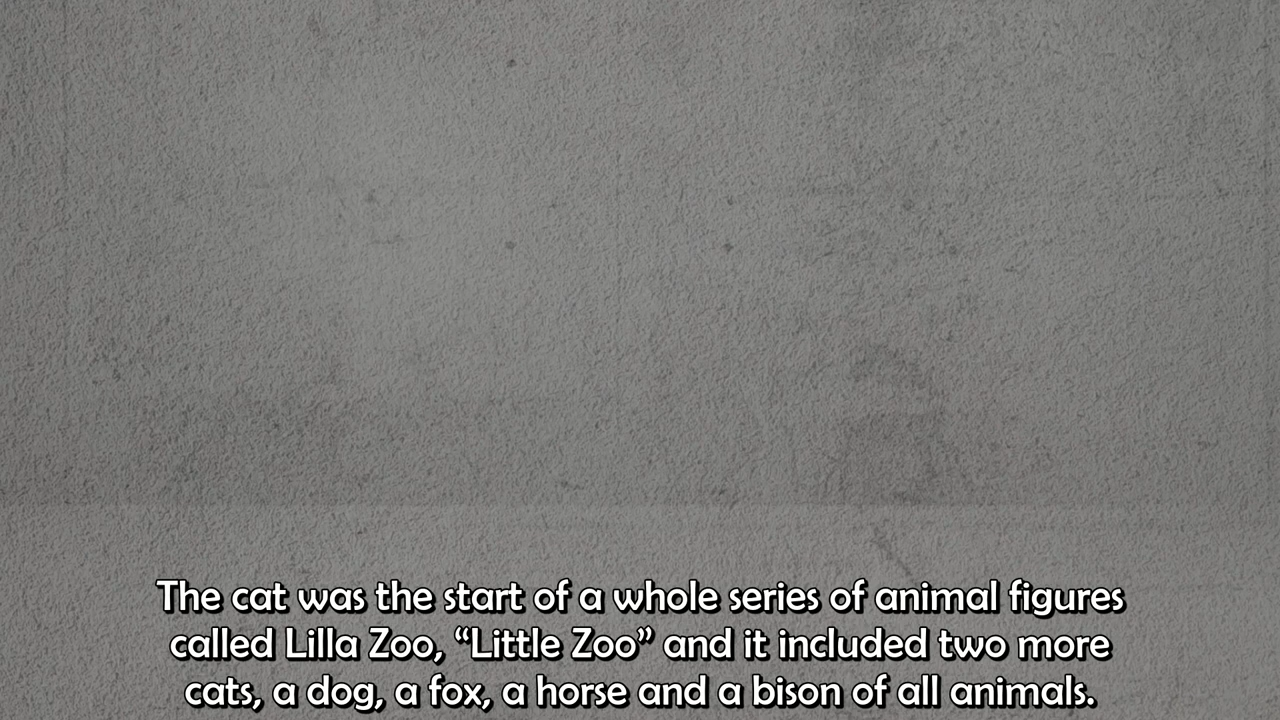 The cat was the start of a whole series of animal figures
called Lilla Zoo, “Little Zoo” and it included two more
cats, a dog, a fox, a horse and a bison of all animals.